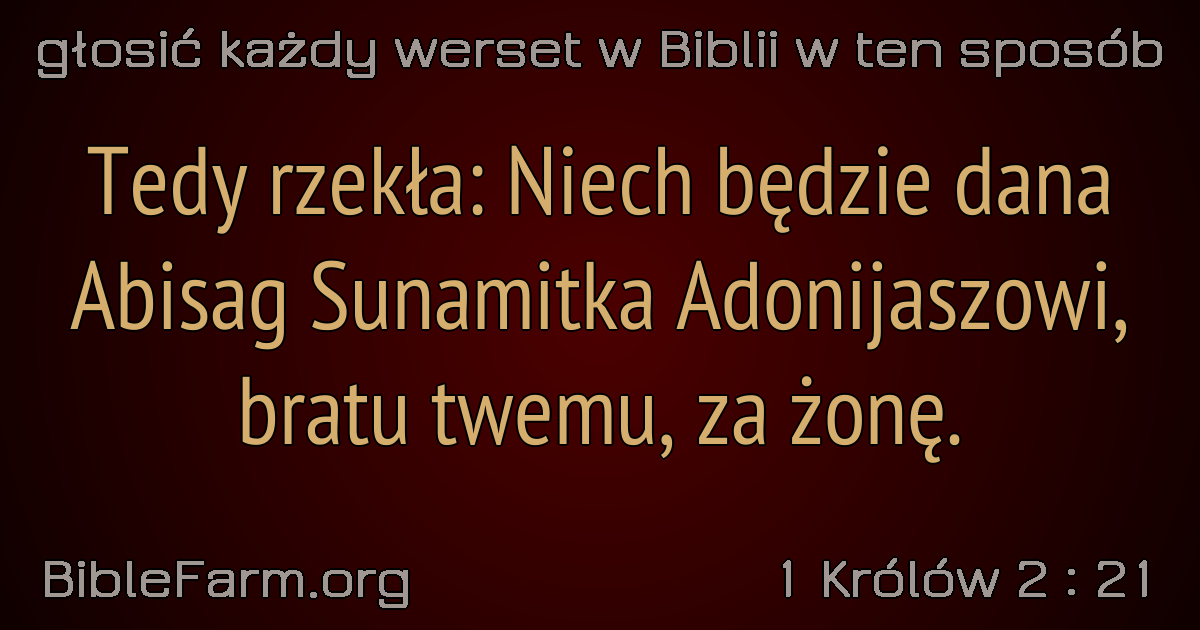 głosić każdy werset w Biblii w ten sposób
Tedy rzekła: Niech będzie dana
Abisag Sunamitka Adonijaszowi,
bratu twemu, za żonę.
BibleFarm.org
1 Królów 2 : 21